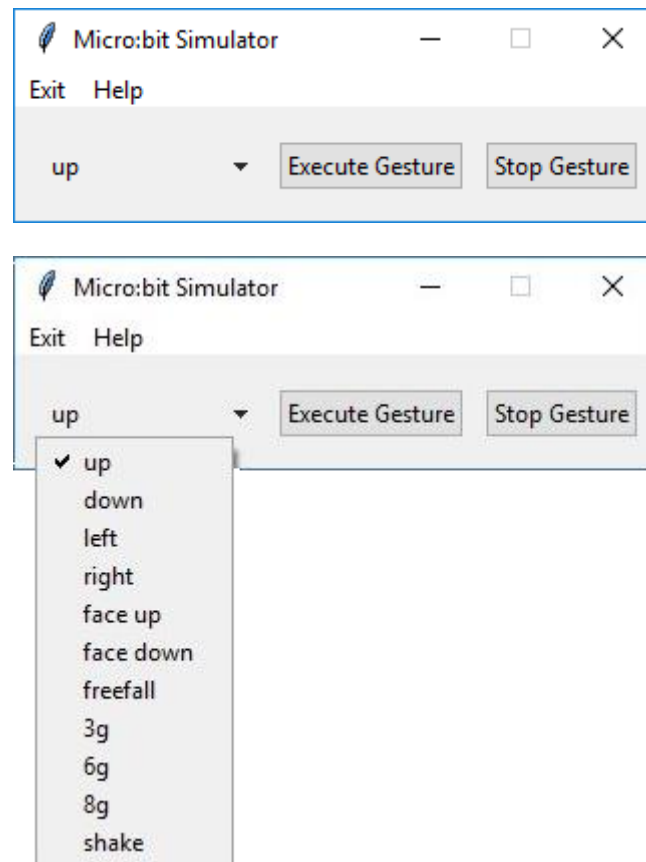 Micro:bit Simulator
Exit Help
up Execute Gesture Stop Gesture
Micro:bit Simulator
Exit Help
up Execute Gesture Stop Gesture
up
down
left
right
face up
face down
freefall
3g
6g
8g
shake